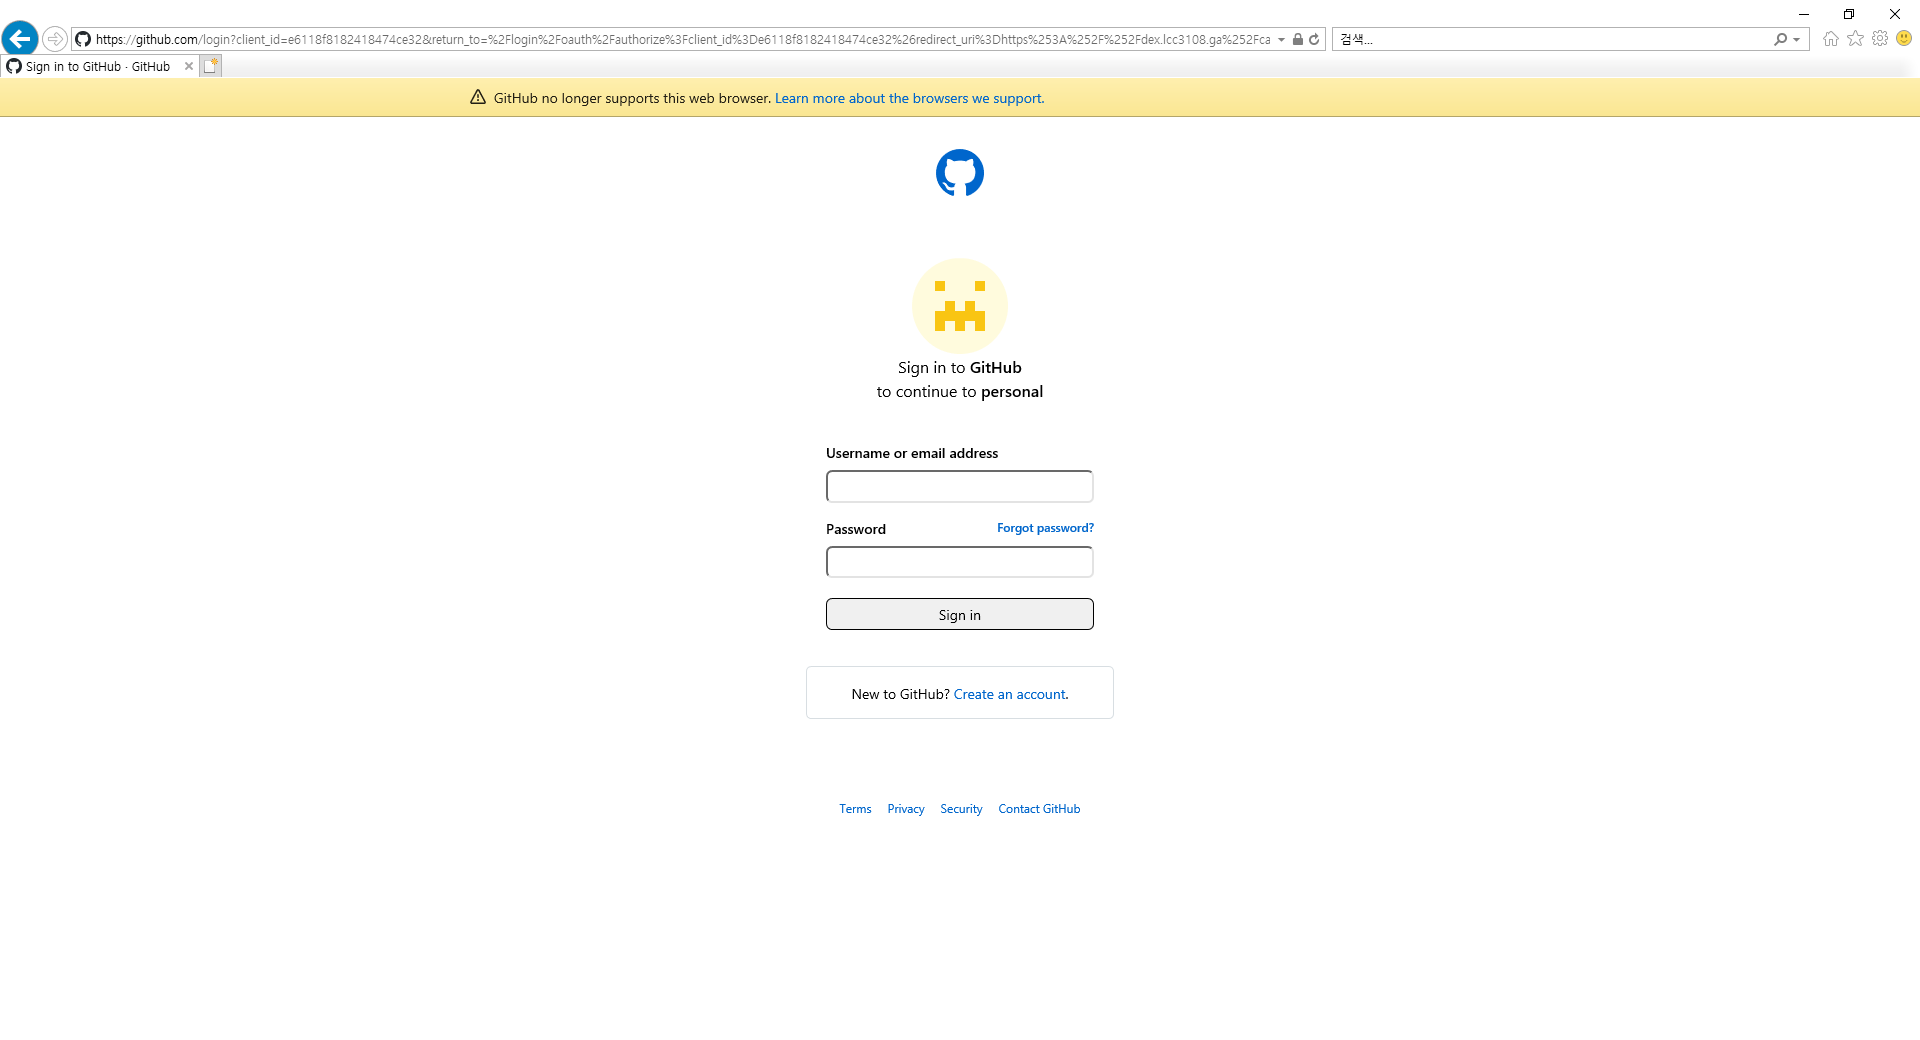 https://github.com/login?client_id=e6118f8182418474ce32&return_to=%2Flogin%2Foauth%2Fauthorize%3Fclient_id%3De6118f8182418474ce32%26redirect_uri%3Dhttps%253A%252F%252Fdex.lcc3108.ga%252Fca
검색...
Sign in to GitHub · GitHub
GitHub no longer supports this web browser. Learn more about the browsers we support.
Sign in to GitHub
to continue to personal
Username or email address
Password
Forgot password?
Sign in
New to GitHub? Create an account.
Terms Privacy Security Contact GitHub